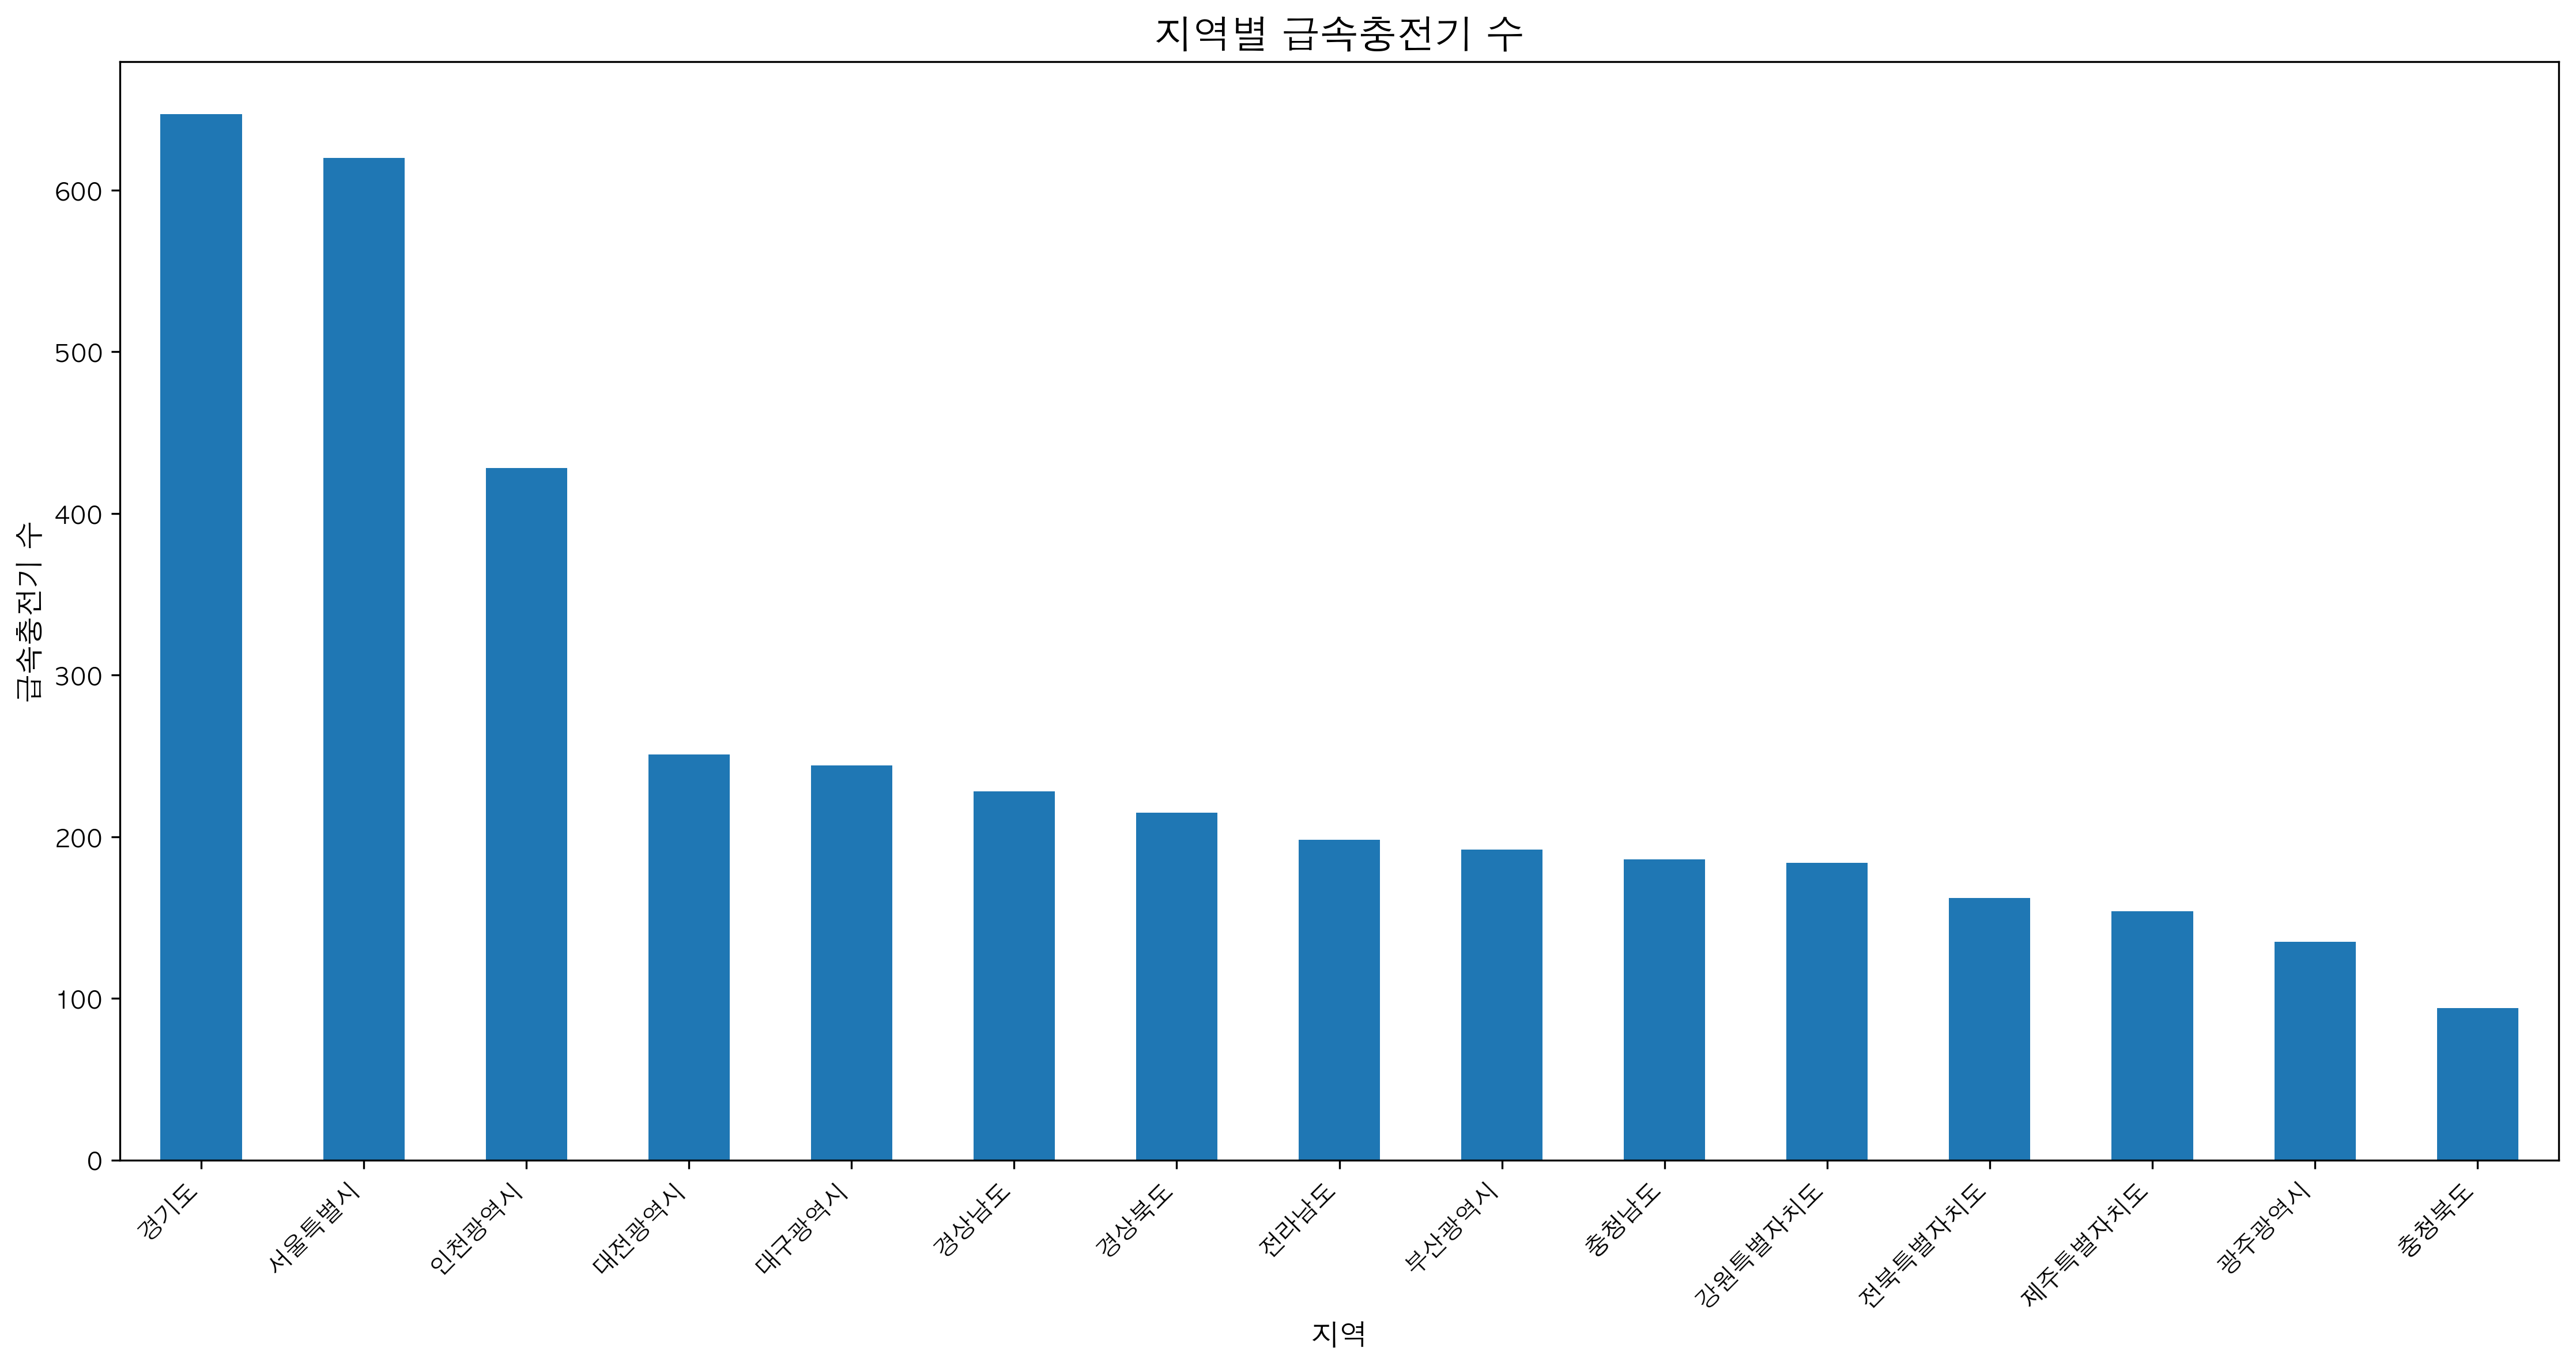 지역별 급속충전기 수
급속충전기 수
600
500
400
300
200
100
0
경기도
서울특별시
인천광역시
대전광역시
대구광역시
경상남도
경상북도
전라남도
부산광역시
충청남도
강원특별자치도
전북특별자치도
제주특별자치도
광주광역시
충청북도
지역